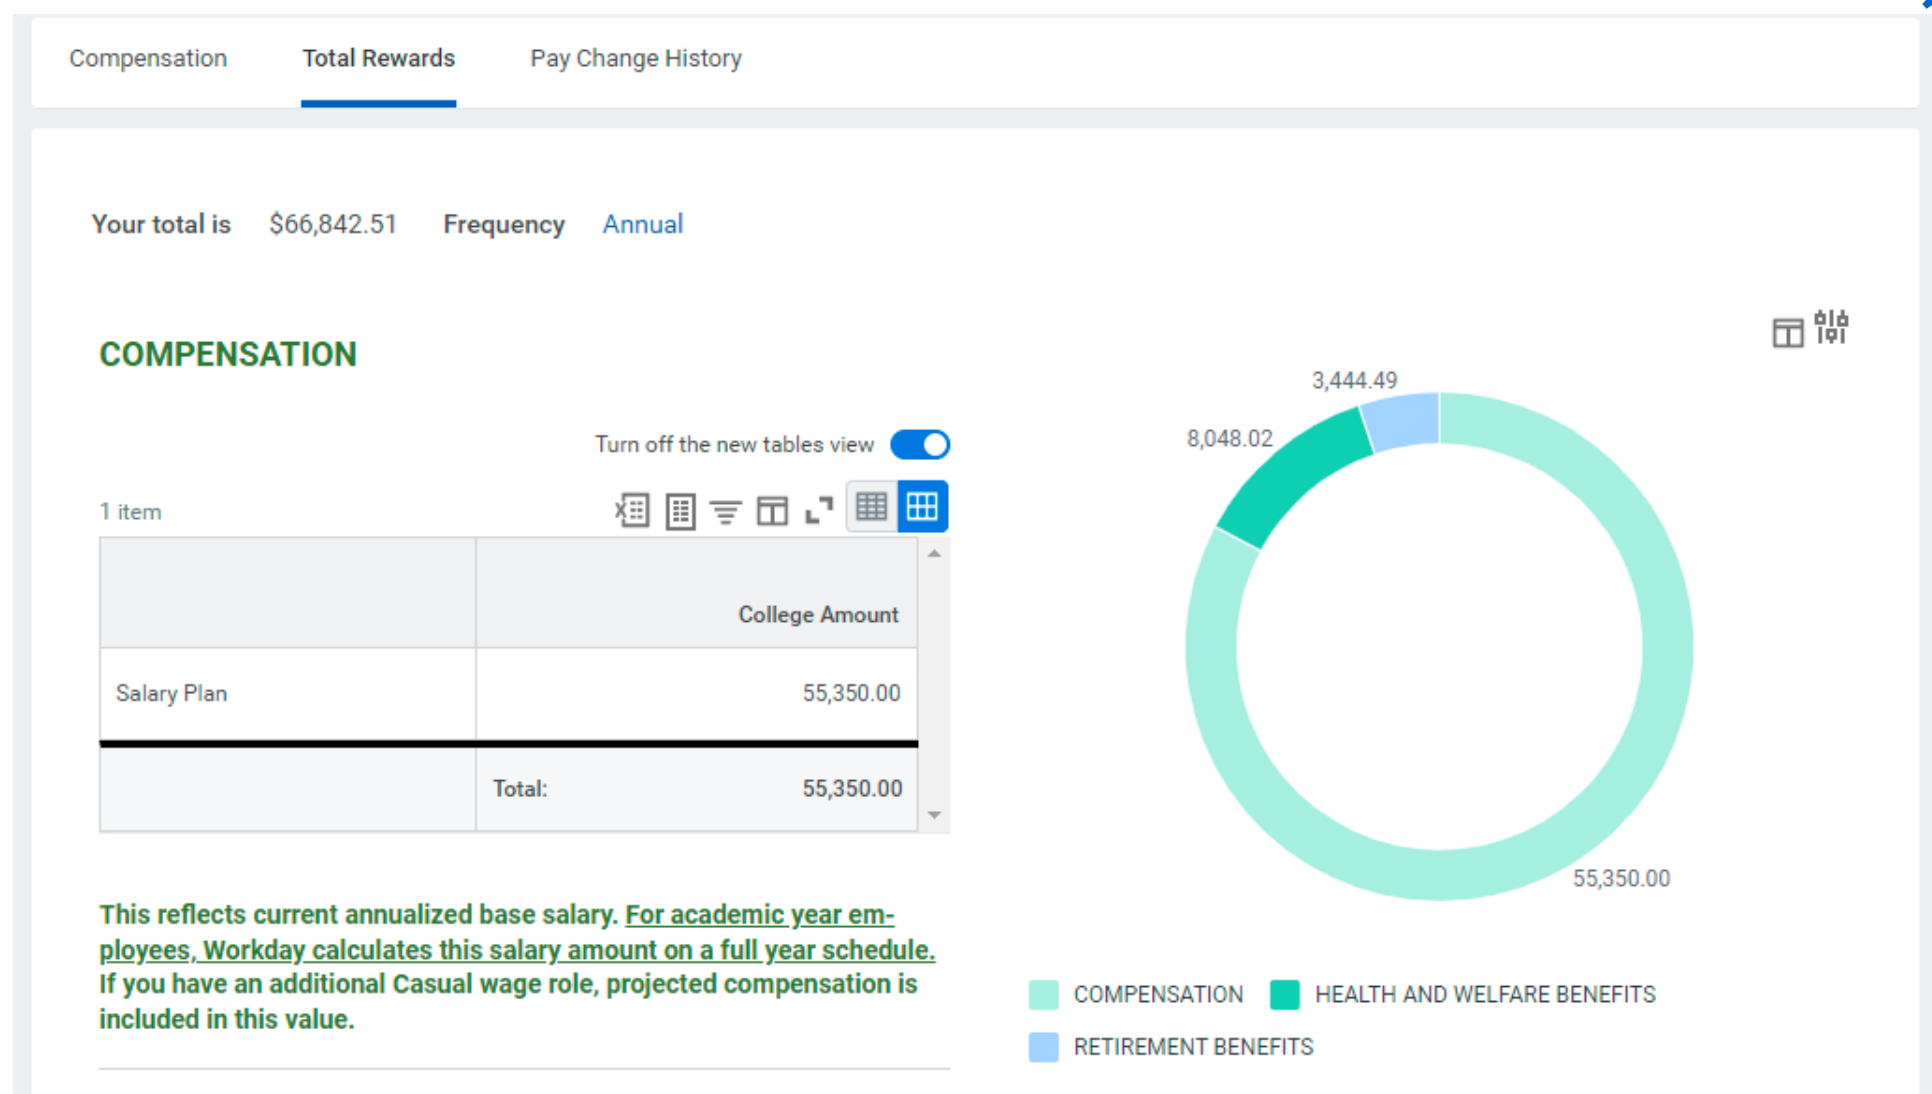 Compensation Total Rewards Pay Change History
Your total is $66,842.51 Frequency Annual
COMPENSATION
Turn off the new tables view
1 item
College Amount
Salary Plan 55,350.00
Total: 55,350.00
This reflects current annualized base salary. For academic year em-
ployees, Workday calculates this salary amount on a full year schedule.
If you have an additional Casual wage role, projected compensation is
included in this value.
3,444.49
8,048.02
55,350.00
COMPENSATION HEALTH AND WELFARE BENEFITS
RETIREMENT BENEFITS